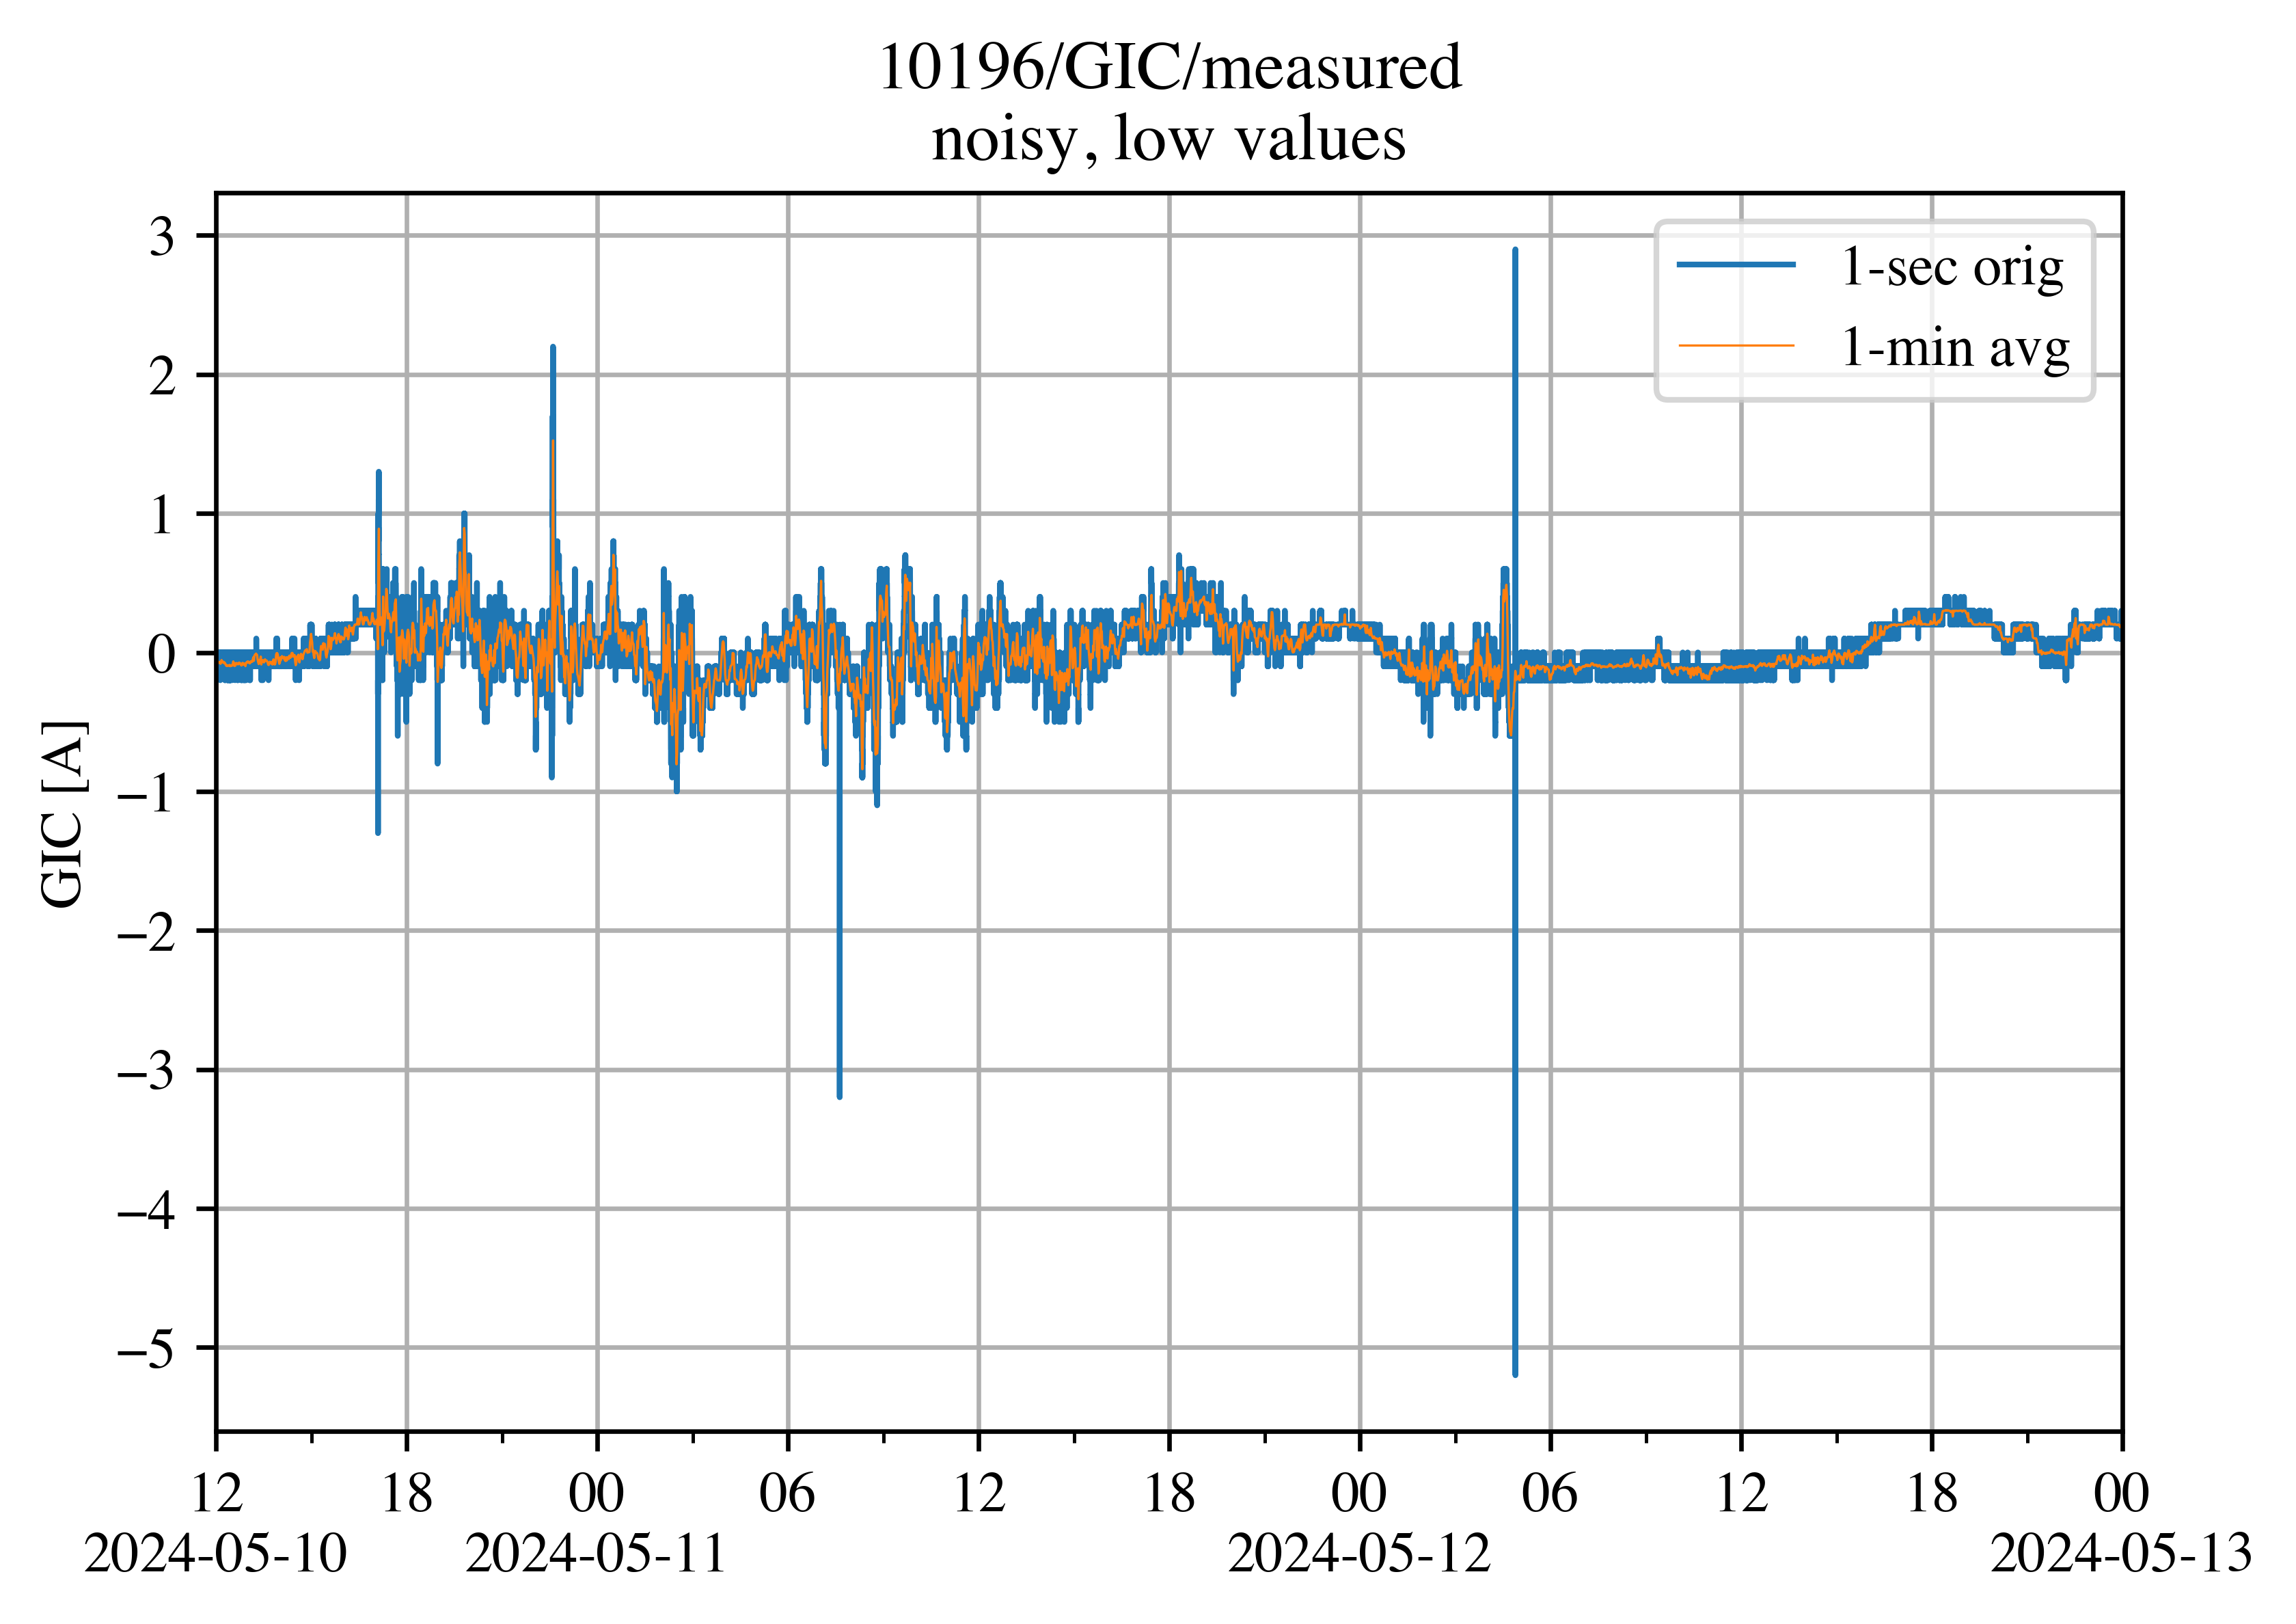 10196/GIC/measured
noisy, low values
1-sec orig
1-min avg
GIC [A]
3
2
1
0
−1
−2
−3
−4
−5
12 18 00 06 12 18 00 06 12 18 00
2024-05-10 2024-05-11 2024-05-12 2024-05-13